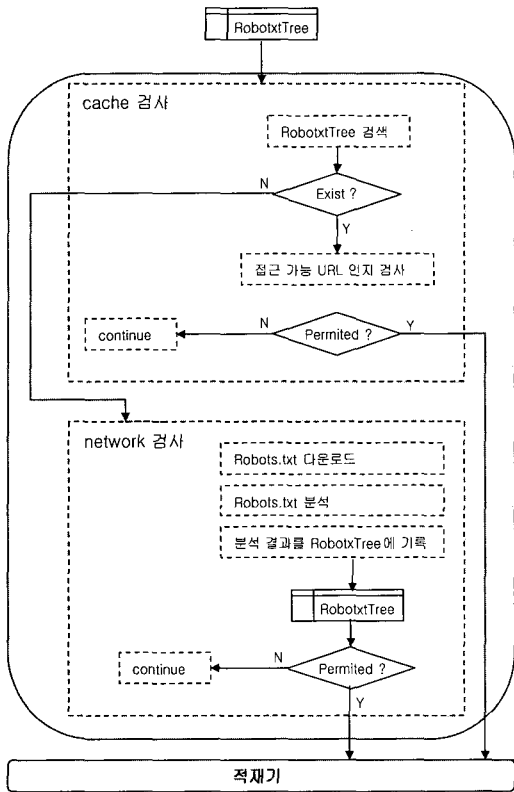 RobotxtTree
cache 검사
RobotxtTree 검색
N
Exist ?
Y
접근 가능 URL 인지 검사
continue
N
Permited ?
Y
network 검사
Robots.txt 다운로드
Robots.txt 분석
분석 결과를 RobotxTree에 기록
RobotxtTree
continue
N
Permited ?
Y
적재기